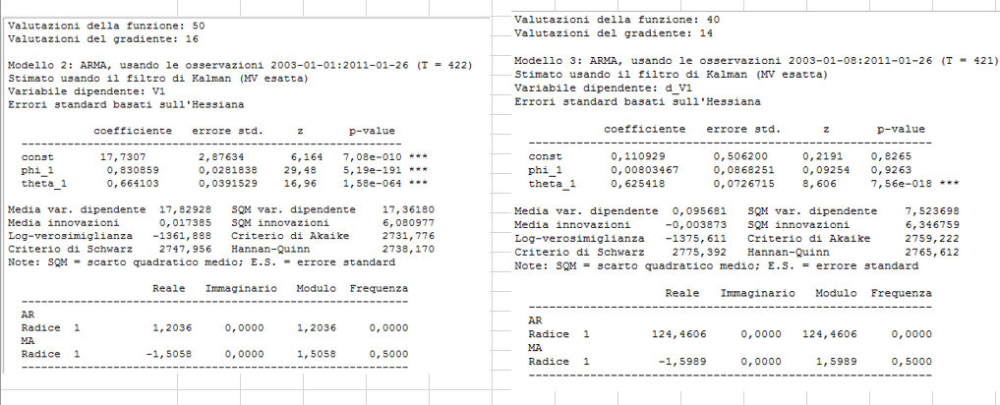 Valutazioni della funzione: 50
Valutazioni del gradiente: 16
Modello 2: ARMA, usando le osservazioni 2003-01-01:2011-01-26 (T = 422)
Stimato usando il filtro di Kalman (MV esatta)
Variabile dipendente: V1
Errori standard basati sull'Hessiana
coefficiente errore std. z p-value
const 17,7307 2,87634 6,164 7,08e-010 ***
phi_1 0,830859 0,0281838 29,48 5,19e-191 ***
theta_1 0,664103 0,0391529 16,96 1,58e-064 ***
Media var. dipendente 17,82928 SQM var. dipendente 17,36180
Media innovazioni 0,017385 SQM innovazioni 6,080977
Log-verosimiglianza -1361,888 Criterio di Akaike 2731,776
Criterio di Schwarz 2747,956 Hannan-Quinn 2738,170
Note: SQM = scarto quadratico medio; E.S. = errore standard
Reale Immaginario Modulo Frequenza
AR
Radice 1 1,2036 0,0000 1,2036 0,0000
MA
Radice 1 -1,5058 0,0000 1,5058 0,5000
Valutazioni della funzione: 40
Valutazioni del gradiente: 14
Modello 3: ARMA, usando le osservazioni 2003-01-08:2011-01-26 (T = 421)
Stimato usando il filtro di Kalman (MV esatta)
Variabile dipendente: d_V1
Errori standard basati sull'Hessiana
coefficiente errore std. z p-value
const 0,110929 0,506200 0,2191 0,8265
phi_1 0,00803467 0,0868251 0,09254 0,9263
theta_1 0,625418 0,0726715 8,606 7,56e-018 ***
Media var. dipendente 0,095681 SQM var. dipendente 7,523698
Media innovazioni -0,003873 SQM innovazioni 6,346759
Log-verosimiglianza -1375,611 Criterio di Akaike 2759,222
Criterio di Schwarz 2775,392 Hannan-Quinn 2765,612
Note: SQM = scarto quadratico medio; E.S. = errore standard
Reale Immaginario Modulo Frequenza
AR
Radice 1 124,4606 0,0000 124,4606 0,0000
MA
Radice 1 -1,5989 0,0000 1,5989 0,5000